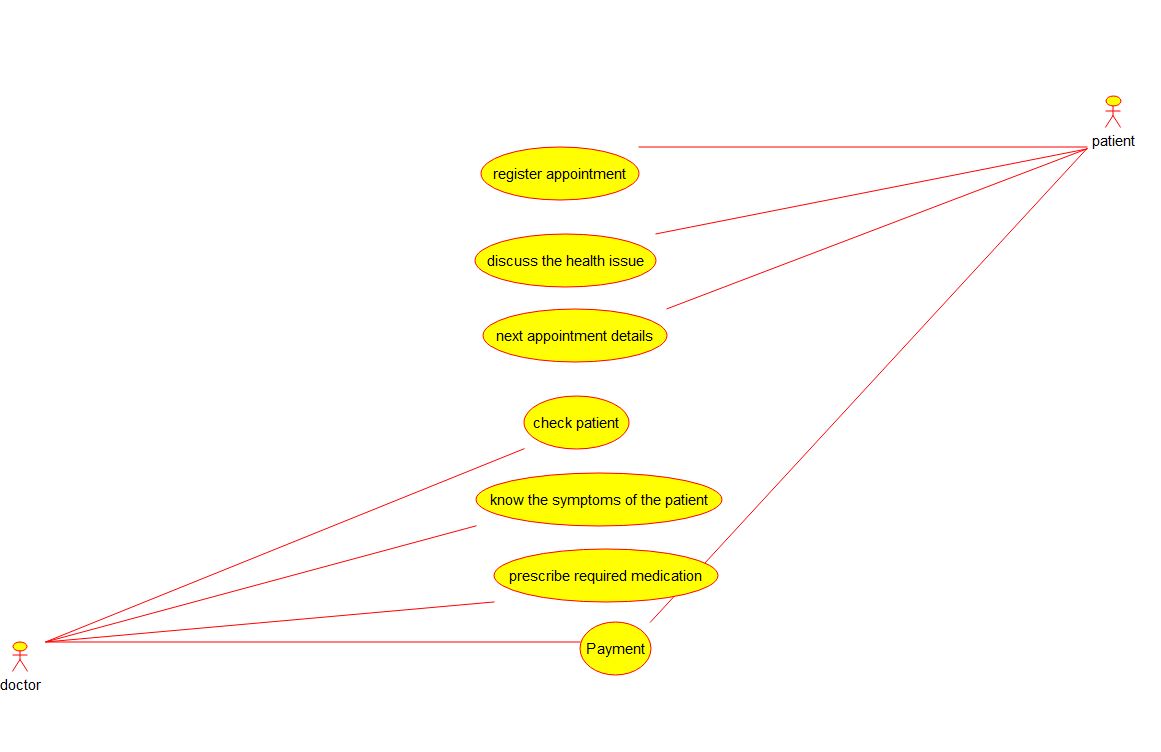 patient
register appointment
discuss the health issue
next appointment details
check patient
know the symptoms of the patient
prescribe required medication
Payment
doctor